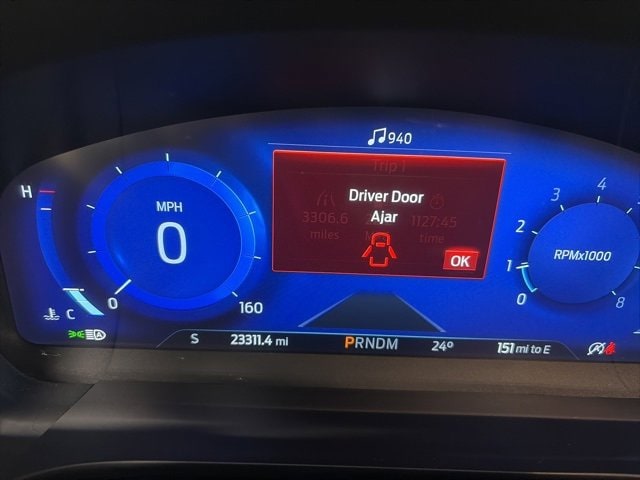 940
Trip 1
Driver Door
Ajar
3306.6
1127:45
miles
time
OK
H
MPH
0
C
0
160
RPMx1000
0
1
2
3
4
8
A
S 23311.4 mi PRNDM 24° 151 mi to E
A